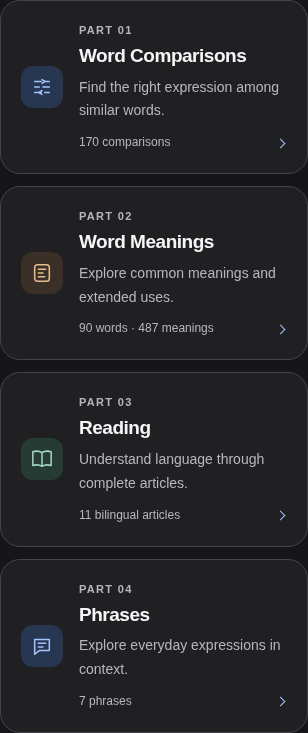 PART 01
Word Comparisons
Find the right expression among
similar words.
170 comparisons
PART 02
Word Meanings
Explore common meanings and
extended uses.
90 words · 487 meanings
PART 03
Reading
Understand language through
complete articles.
11 bilingual articles
PART 04
Phrases
Explore everyday expressions in
context.
7 phrases